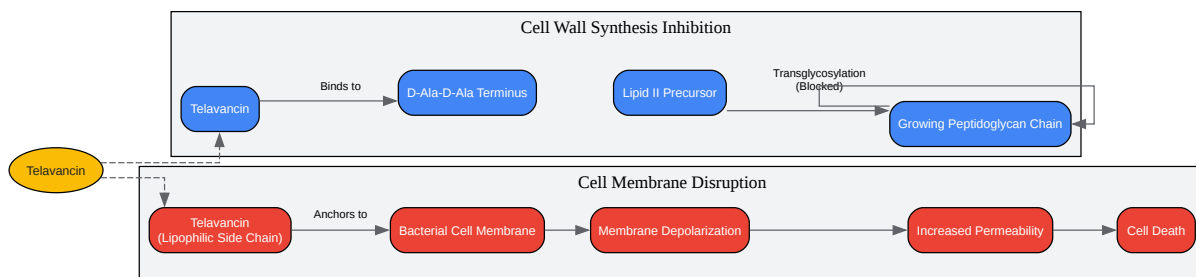 Cell Wall Synthesis Inhibition
Telavancin
Binds to
D-Ala-D-Ala Terminus
Lipid II Precursor
Transglycosylation
(Blocked)
Growing Peptidoglycan Chain
Telavancin
Cell Membrane Disruption
Telavancin
(Lipophilic Side Chain)
Anchors to
Bacterial Cell Membrane
Membrane Depolarization
Increased Permeability
Cell Death